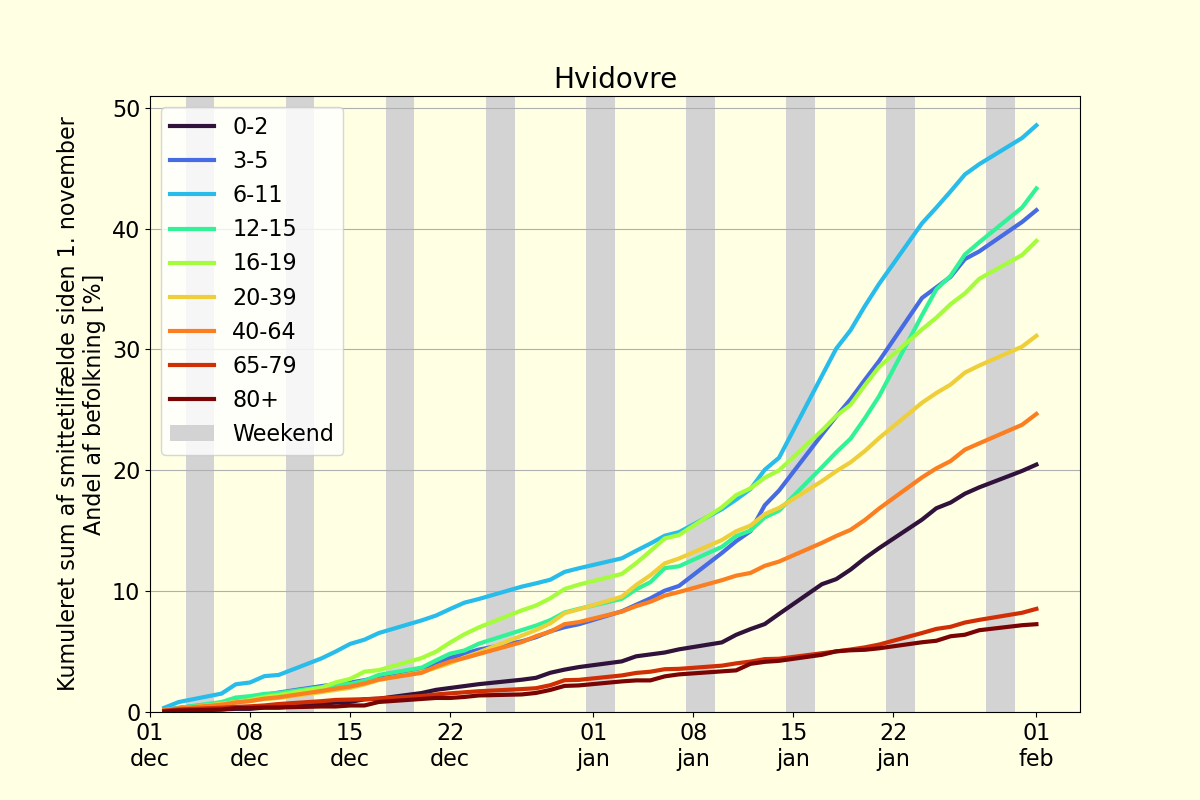 Hvidovre
Kumuleret sum af smittetilfælde siden 1. november
Andel af befolkning [%]
50
40
30
20
10
0
0-2
3-5
6-11
12-15
16-19
20-39
40-64
65-79
80+
Weekend
01 08 15 22 01 08 15 22 01
dec dec dec dec jan jan jan jan feb